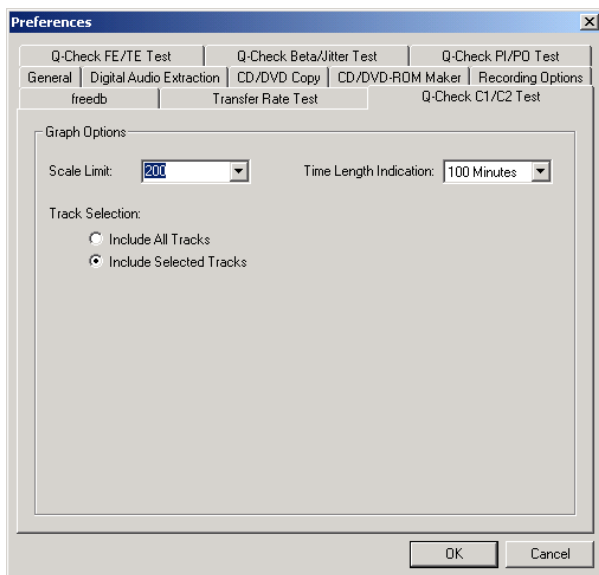 Preferences
Q-Check FE/TE Test Q-Check Beta/Jitter Test Q-Check PI/PO Test
General Digital Audio Extraction CD/DVD Copy CD/DVD-ROM Maker Recording Options
freedb Transfer Rate Test Q-Check C1/C2 Test
Graph Options
Scale Limit: 200 Time Length Indication: 100 Minutes
Track Selection:
Include All Tracks
Include Selected Tracks
OK Cancel